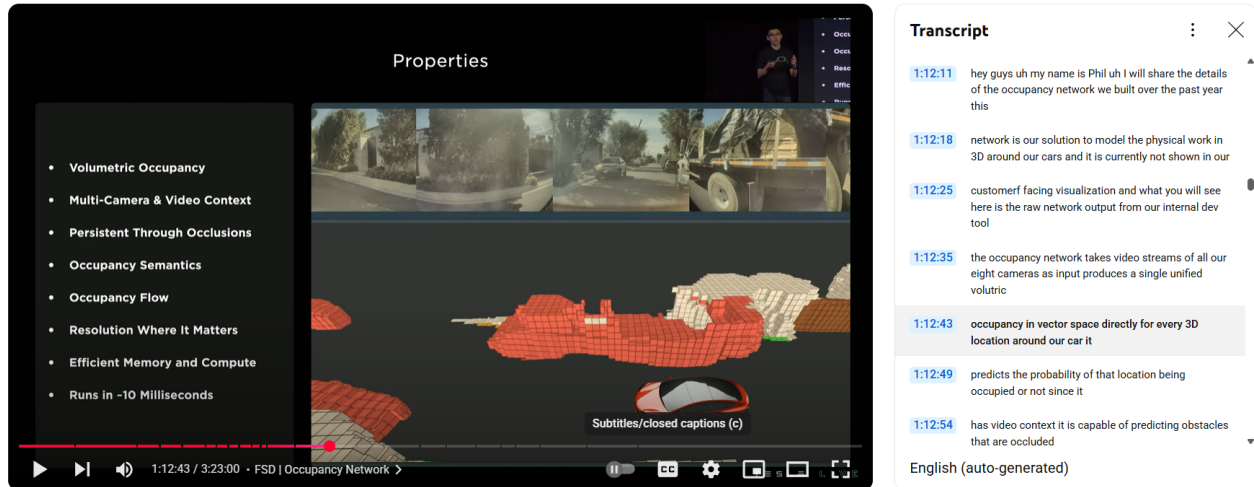 Properties
Occu
Occu
Reso
Effic
• Volumetric Occupancy
• Multi-Camera & Video Context
• Persistent Through Occlusions
• Occupancy Semantics
• Occupancy Flow
• Resolution Where It Matters
• Efficient Memory and Compute
• Runs in ~10 Milliseconds
Subtitles/closed captions (c)
1:12:43 / 3:23:00 • FSD | Occupancy Network >
CC
Transcript
1:12:11 hey guys uh my name is Phil uh I will share the details
of the occupancy network we built over the past year
this
1:12:18 network is our solution to model the physical work in
3D around our cars and it is currently not shown in our
1:12:25 customerf facing visualization and what you will see
here is the raw network output from our internal dev
tool
1:12:35 the occupancy network takes video streams of all our
eight cameras as input produces a single unified
volutric
1:12:43 occupancy in vector space directly for every 3D
location around our car it
1:12:49 predicts the probability of that location being
occupied or not since it
1:12:54 has video context it is capable of predicting obstacles
that are occluded
English (auto-generated)